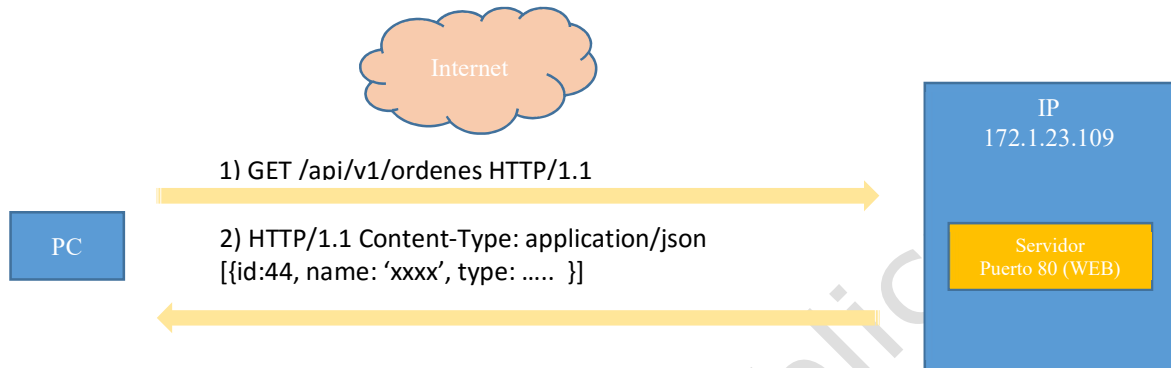 Internet
IP
172.1.23.109
1) GET /api/v1/ordenes HTTP/1.1
PC
2) HTTP/1.1 Content-Type: application/json
[{id:44, name: ‘xxxx’, type: ..... }]
Servidor
Puerto 80 (WEB)